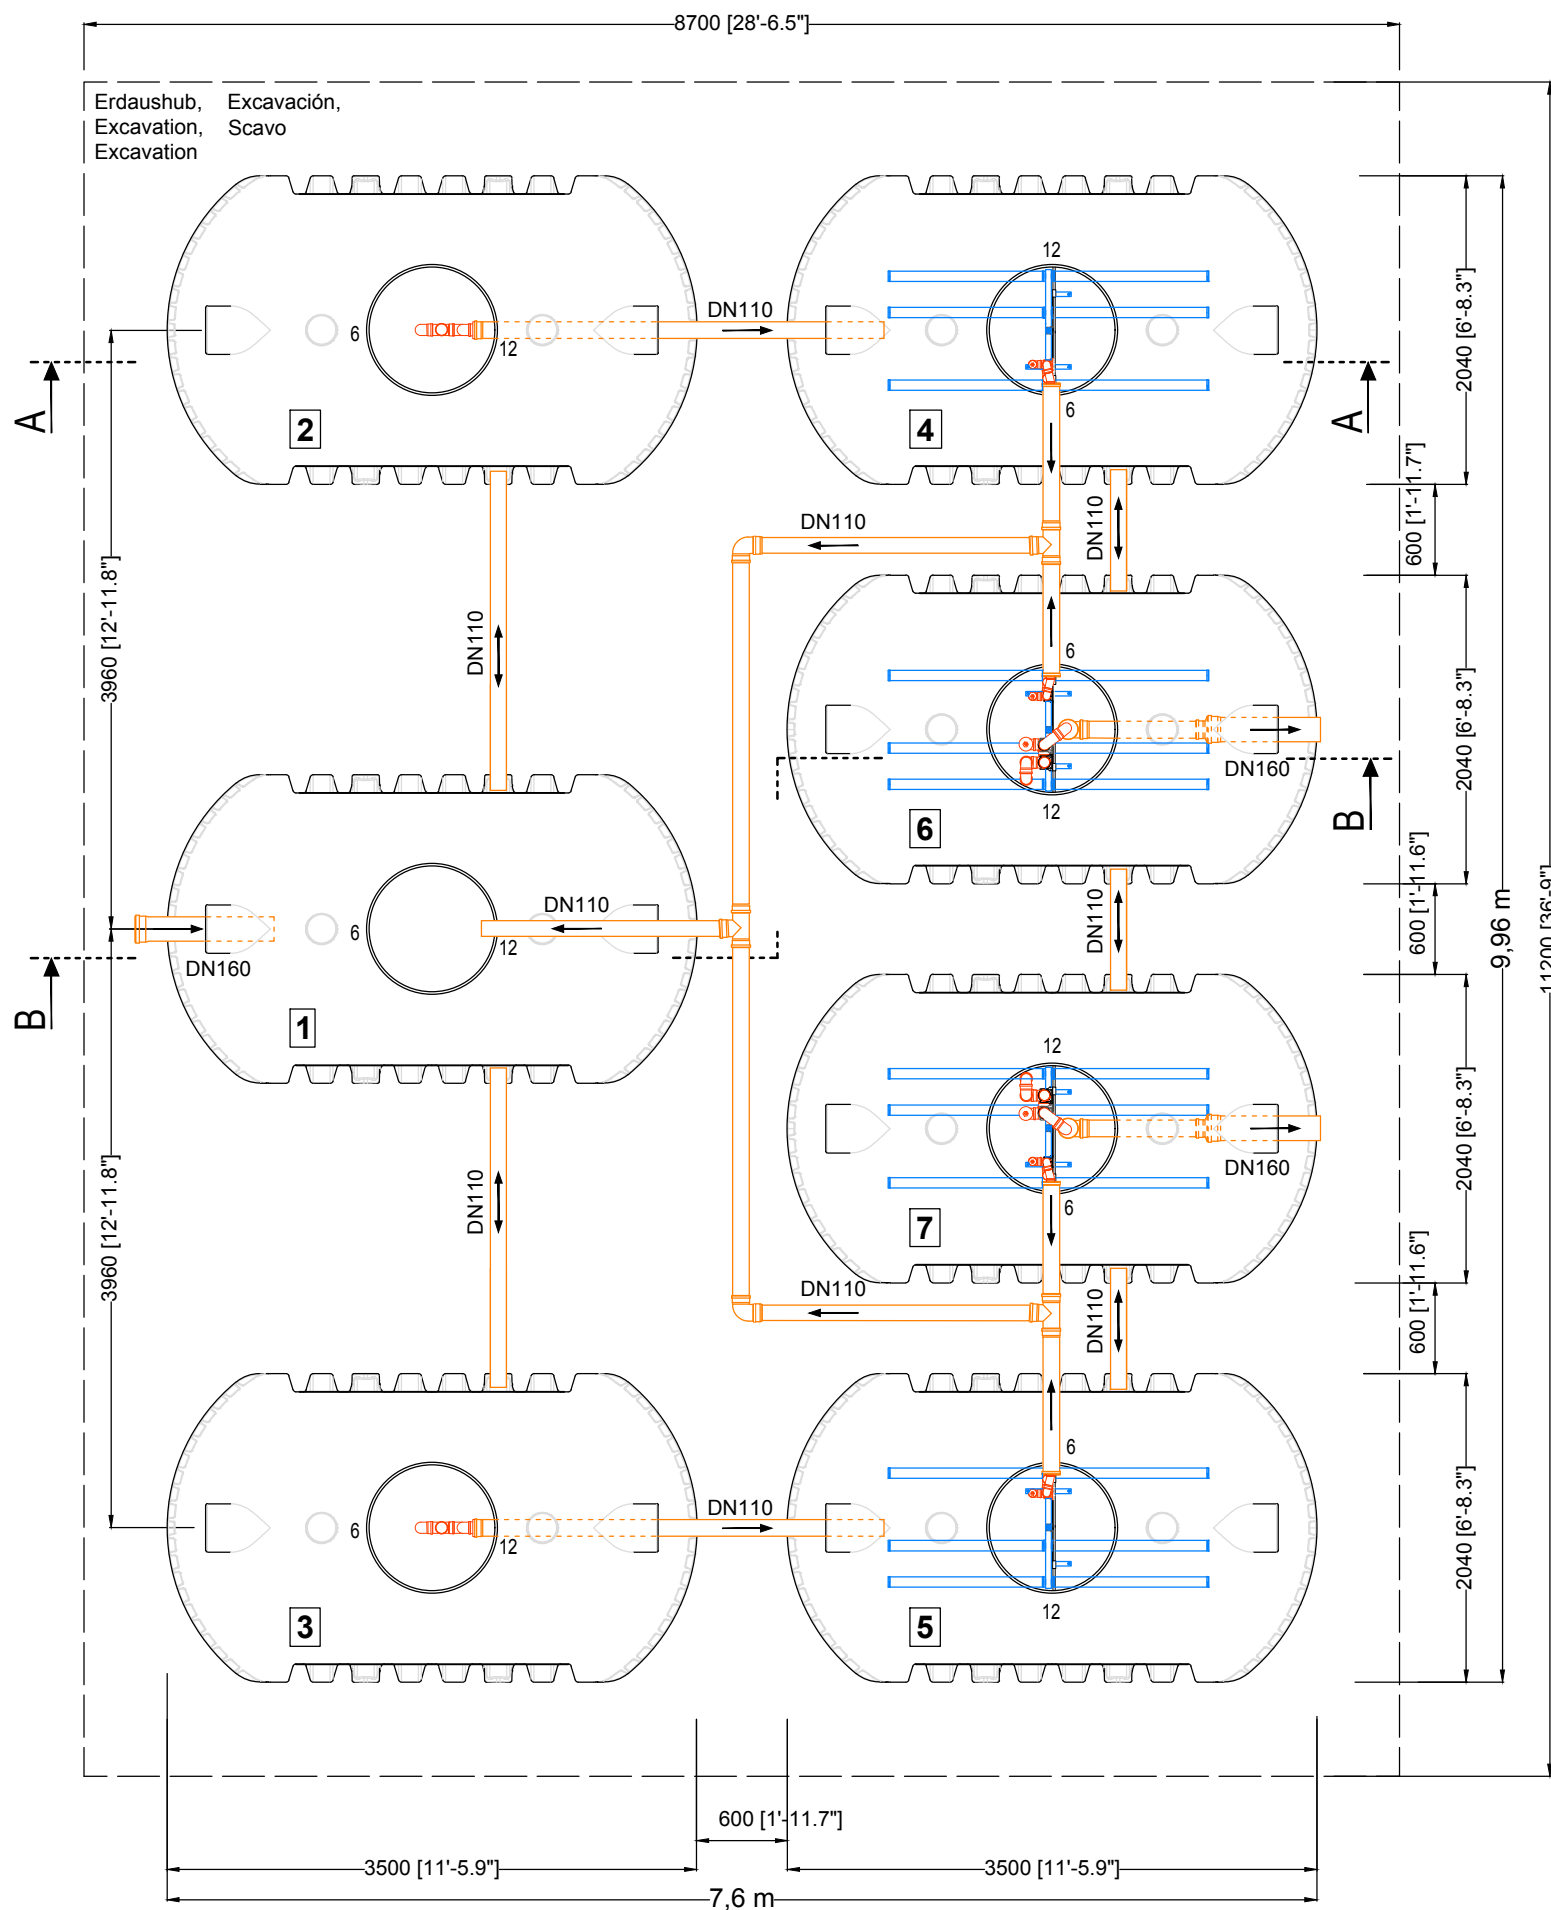 8700 [28'-6.5"]
Erdaushub, Excavación,
Excavation, Scavo
Excavation
12
DN110
6
12
6
2
4
A
A
2040 [6'-8.3"]
600 [1'-11.7"]
DN110
DN110
3960 [12'-11.8"]
DN110
6
2040 [6'-8.3"]
9,96 m
11200 [36'-9"]
DN160
12
6
B
600 [1'-11.6"]
DN110
DN110
6
12
DN160
B
1
12
2040 [6'-8.3"]
DN160
6
7
3960 [12'-11.8"]
DN110
DN110
DN110
600 [1'-11.6"]
6
DN110
6
12
12
2040 [6'-8.3"]
3
5
600 [1'-11.7"]
3500 [11'-5.9"]
3500 [11'-5.9"]
7,6 m